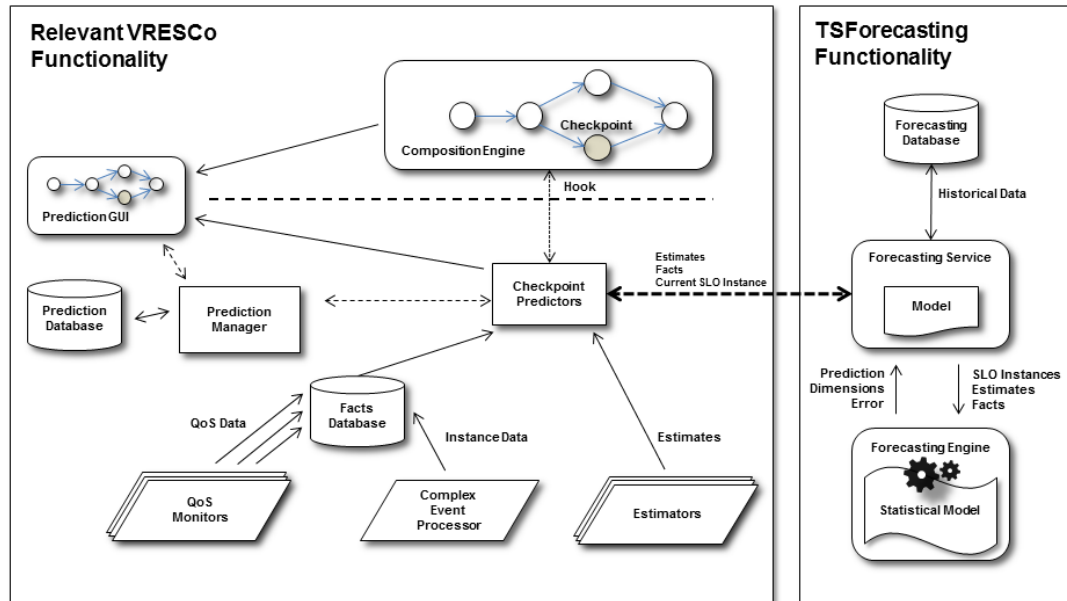 Relevant VRESCo
Functionality
Checkpoint
Composition Engine
Hook
Prediction GUI
Prediction
Database
Prediction
Manager
Checkpoint
Predictors
Estimates
Facts
Current SLO Instance
QoS Data
Facts
Database
Instance Data
Estimates
QoS
Monitors
Complex
Event
Processor
Estimators
TSForecasting
Functionality
Forecasting
Database
Historical Data
Forecasting Service
Model
Prediction
Dimensions
Error
SLO Instances
Estimates
Facts
Forecasting Engine
Statistical Model